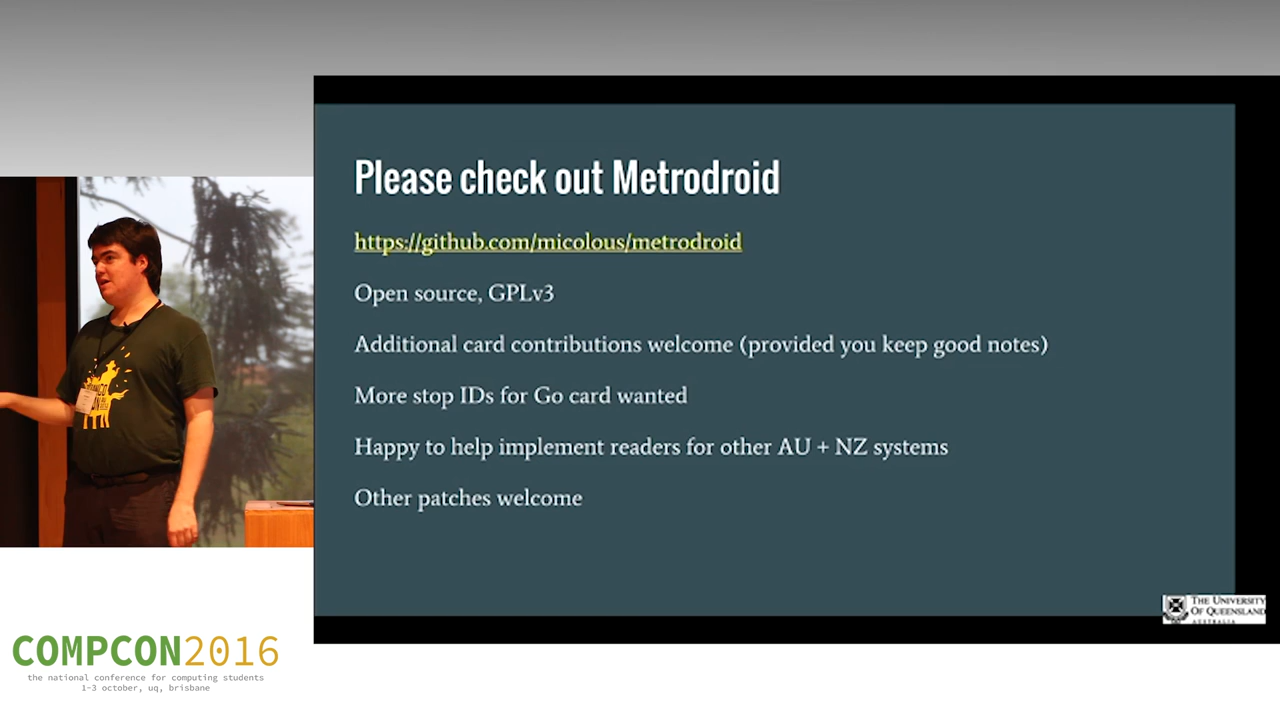 Please check out Metrodroid
https://github.com/micolous/metrodroid
Open source, GPLv3
Additional card contributions welcome (provided you keep good notes)
More stop IDs for Go card wanted
Happy to help implement readers for other AU + NZ systems
Other patches welcome
THE UNIVERSITY
OF QUEENSLAND
AUSTRALIA
COMPCON2016
the national conference for computing students
1-3 october, uq, brisbane